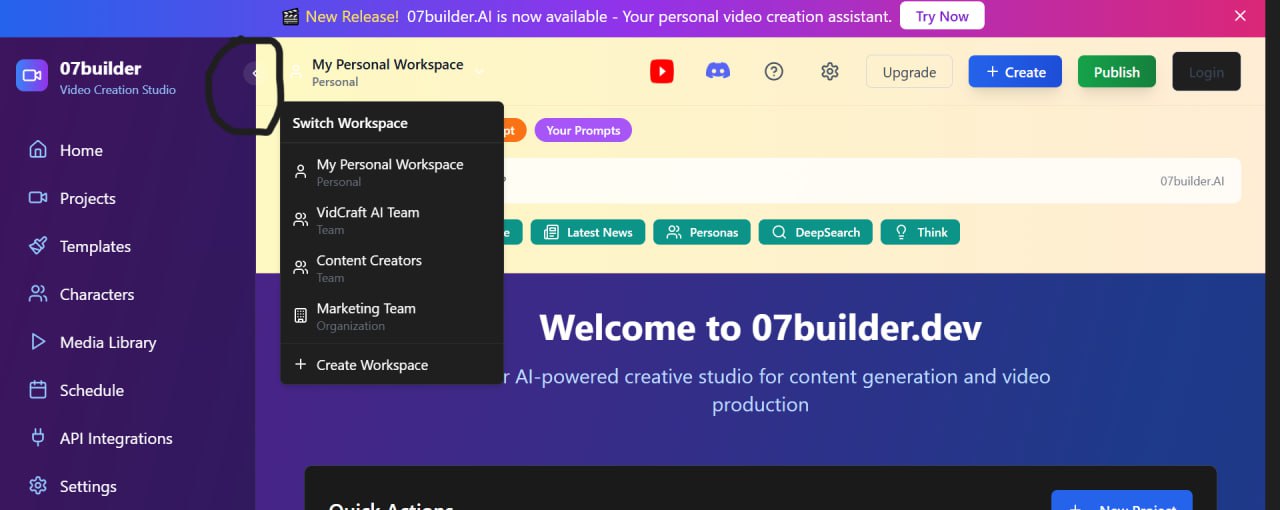 🎬 New Release! 07builder.AI is now available - Your personal video creation assistant. Try Now
07builder
Video Creation Studio
My Personal Workspace
Personal
Upgrade
+ Create
Publish
Login
Switch Workspace
Your Prompts
My Personal Workspace
Personal
07builder.AI
VidCraft AI Team
Team
Latest News
Personas
DeepSearch
Think
Content Creators
Team
Marketing Team
Organization
+ Create Workspace
Home
Projects
Templates
Characters
Media Library
Schedule
API Integrations
Settings
Welcome to 07builder.dev
AI-powered creative studio for content generation and video
production
Quick Actions
+ New Project